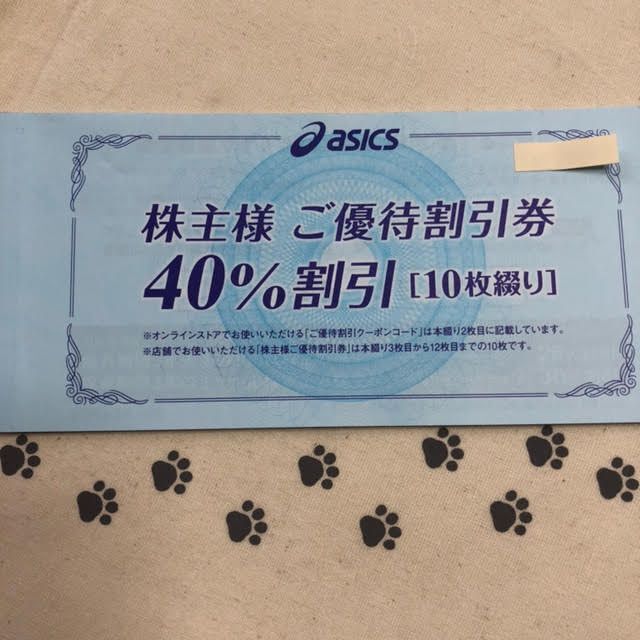 asics
株主様 ご優待割引券
40%割引[10枚綴り]
※オンラインストアでお使いいただける「ご優待割引クーポンコード」は本綴り2枚目に記載しています。
※店舗でお使いいただける「株主様ご優待割引券」は本綴り3枚目から12枚目までの10枚です。